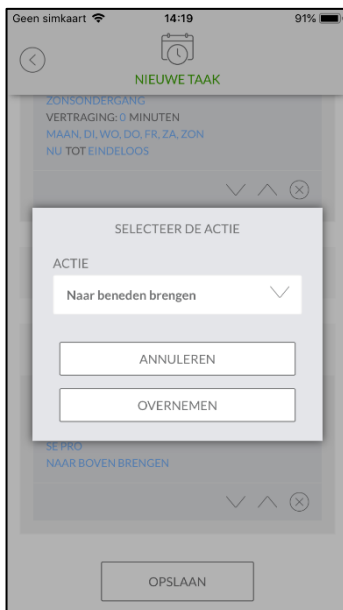 Geen simkaart 14:19 91%
NIEUWE TAAK
ZONSONDERGANG
VERTRAGING: 0 MINUTEN
MAAN, DI, WO, DO, FR, ZA, ZON
NU TOT EINDELOOS
SELECTEER DE ACTIE
ACTIE
Naar beneden brengen
ANNULEREN
OVERNEMEN
SE PRO
NAAR BOVEN BRENGEN
OPSLAAN